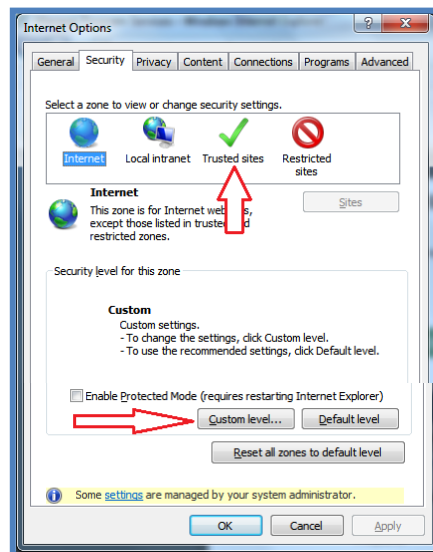 Internet Options
General Security Privacy Content Connections Programs Advanced
Select a zone to view or change security settings.
Internet Local intranet Trusted sites Restricted
sites
Internet
Sites
This zone is for Internet
except those listed in
restricted zones.
Security level for this zone
Custom
Custom settings.
- To change the settings, click Custom level.
- To use the recommended settings, click Default level.
Enable Protected Mode (requires restarting Internet Explorer)
Custom level... Default level
Reset all zones to default level
Some settings are managed by your system administrator.
OK Cancel Apply